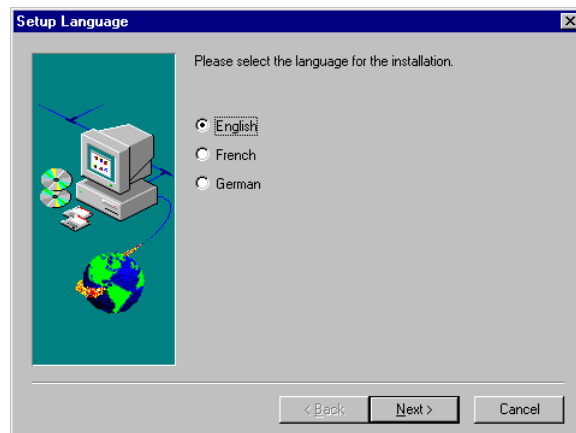 Setup Language
Please select the language for the installation.
English
French
German
< Back
Next >
Cancel